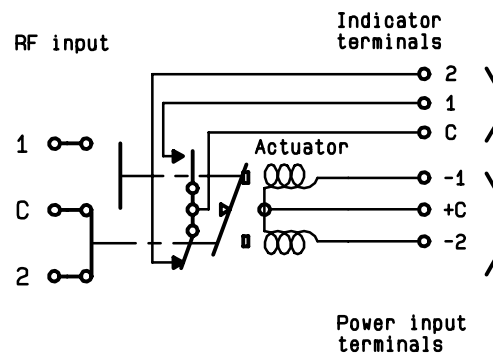 Indicator
terminals
RF input
2
1
C
1
Actuator
-1
C
+C
-2
2
Power input
terminals